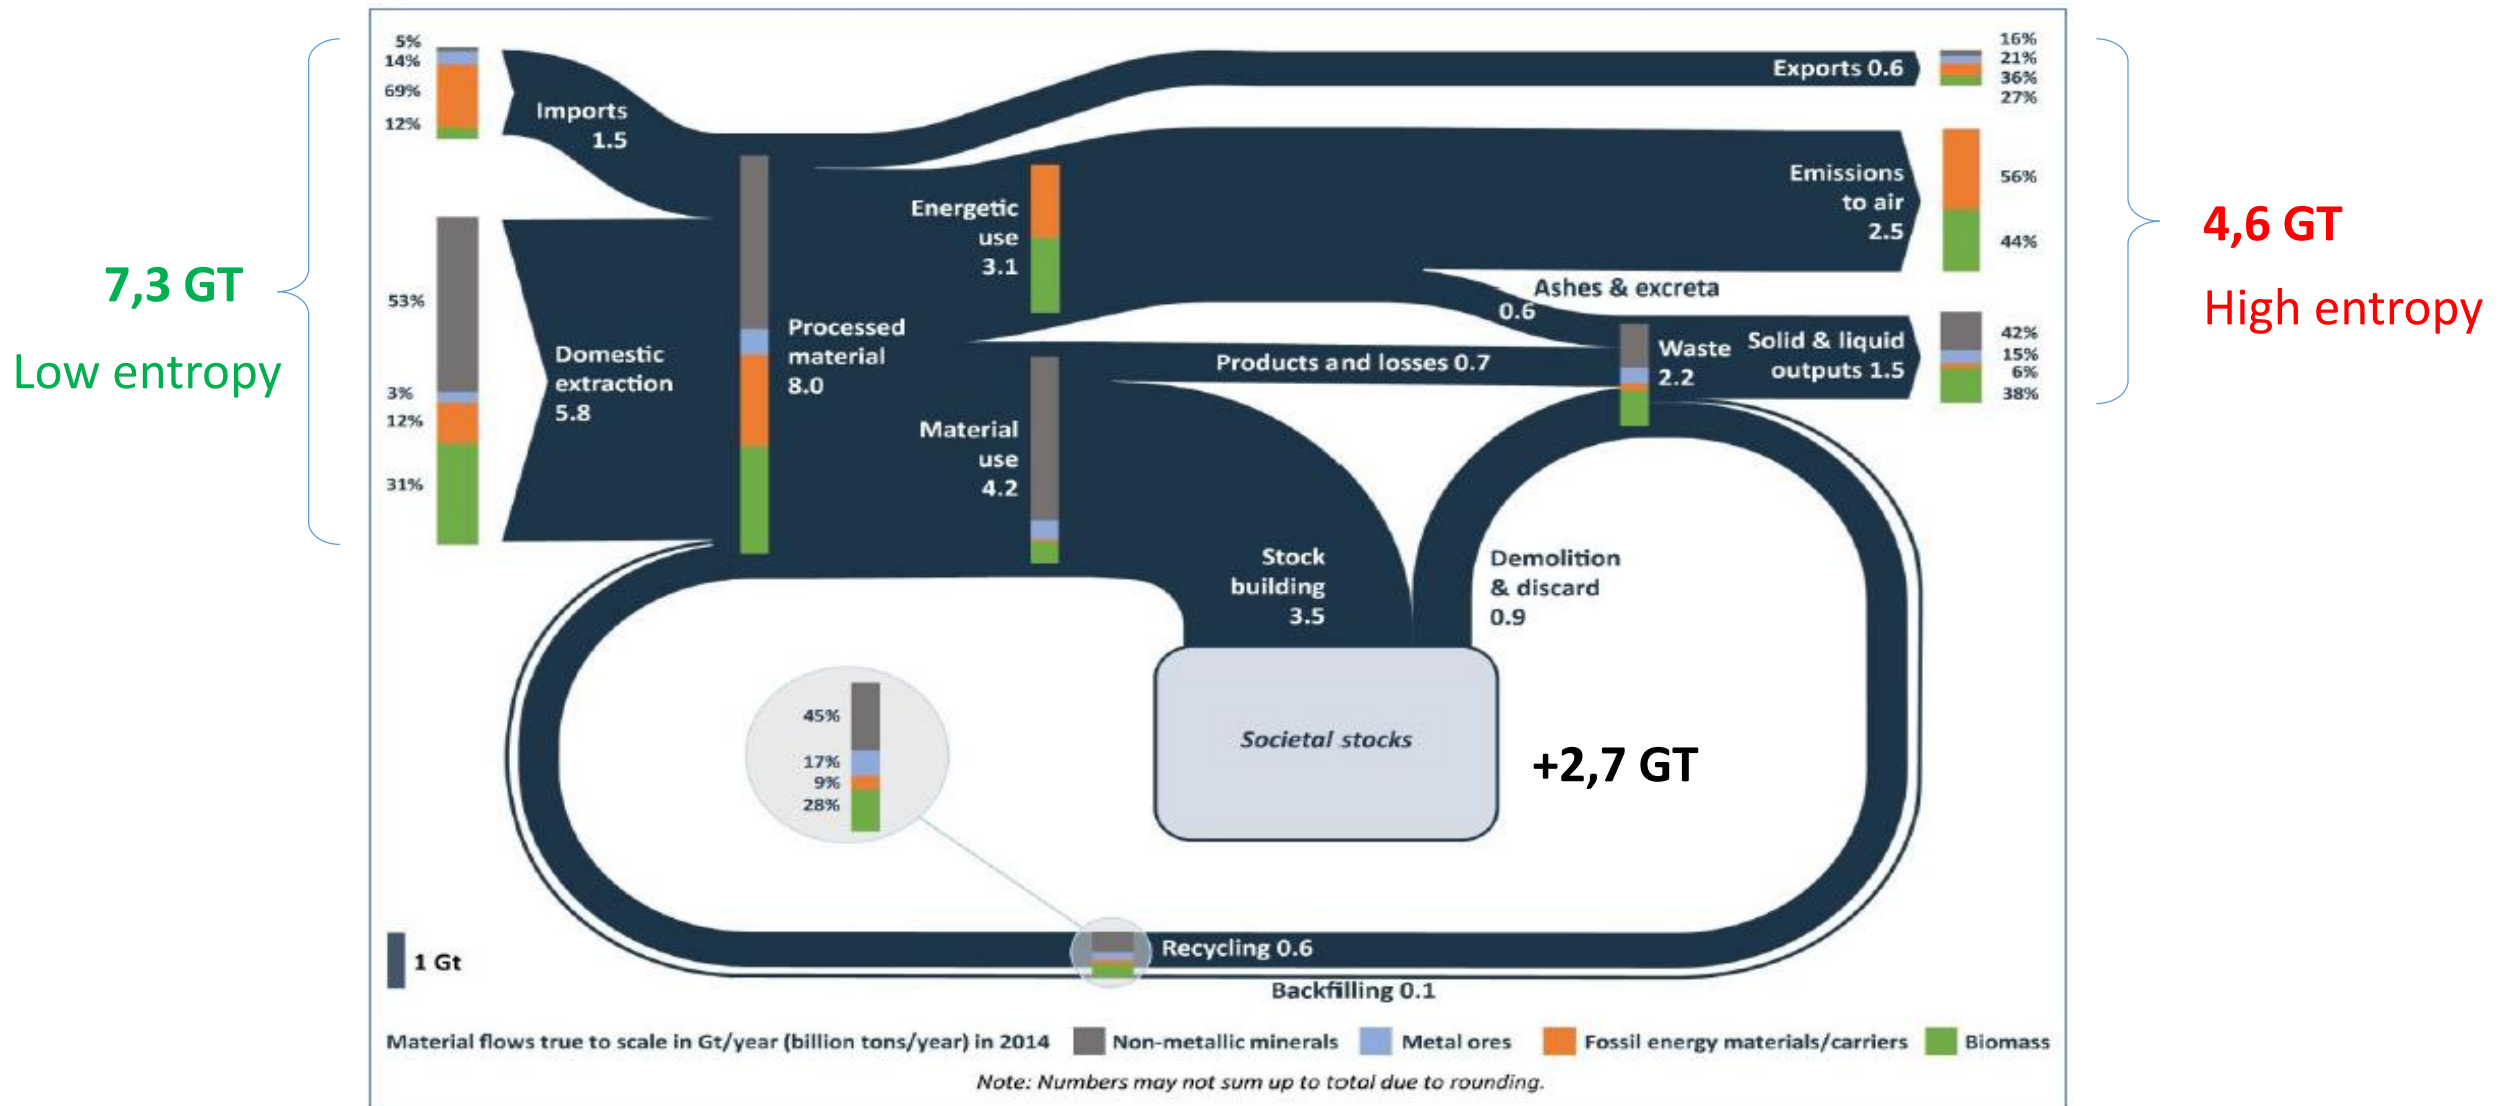 5%
14%
69%
12%
Imports
1.5
Exports 0.6
16%
21%
36%
27%
7,3 GT
Low entropy
53%
3%
12%
31%
Domestic
extraction
5.8
Processed
material
8.0
Energetic
use
3.1
Material
use
4.2
Emissions
to air
2.5
56%
44%
4,6 GT
High entropy
Ashes & excreta
0.6
Products and losses 0.7
Waste
2.2
Solid & liquid
outputs 1.5
42%
15%
6%
38%
Stock
building
3.5
Demolition
& discard
0.9
Societal stocks
+2,7 GT
45%
17%
9%
28%
Recycling 0.6
Backfilling 0.1
1 Gt
Material flows true to scale in Gt/year (billion tons/year) in 2014
Non-metallic minerals
Metal ores
Fossil energy materials/carriers
Biomass
Note: Numbers may not sum up to total due to rounding.